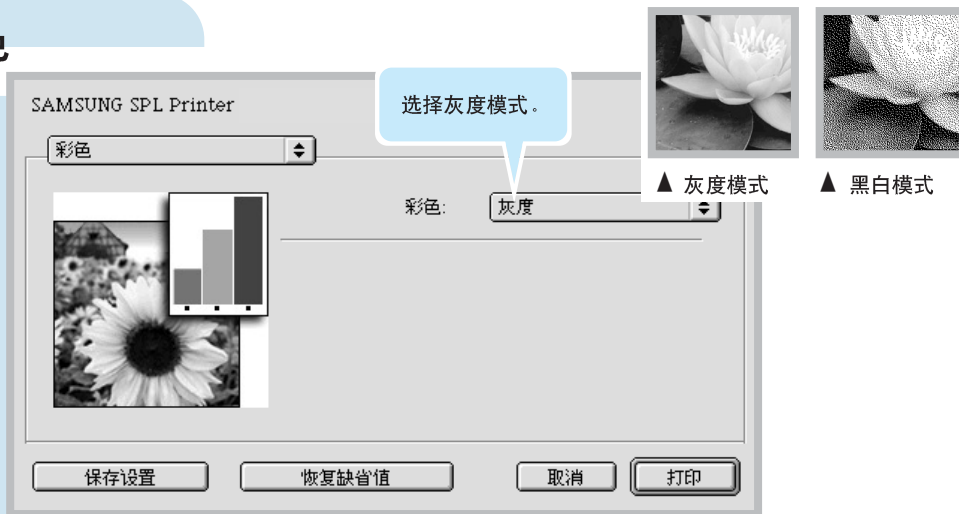 SAMSUNG SPL Printer
选择灰度模式。
彩色
▲ 灰度模式
▲ 黑白模式
彩色:
灰度
保存设置
恢复缺省值
取消
打印